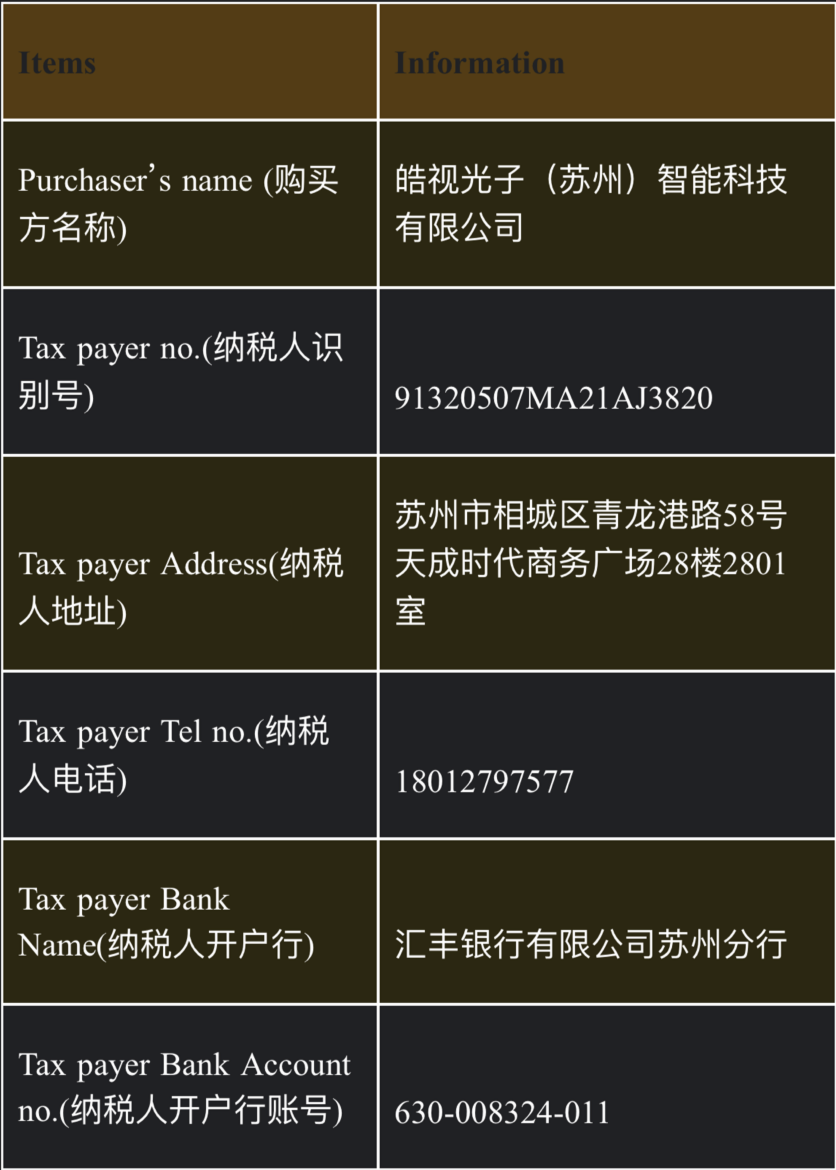 Items
Information
Purchaser's name (购买
方名称)
皓视光子（苏州）智能科技
有限公司
Tax payer no.(纳税人识
别号)
91320507MA21AJ3820
Tax payer Address(纳税
人地址)
苏州市相城区青龙港路58号
天成时代商务广场28楼2801
室
Tax payer Tel no.(纳税
人电话)
18012797577
Tax payer Bank
Name(纳税人开户行)
汇丰银行有限公司苏州分行
Tax payer Bank Account
no.(纳税人开户行账号)
630-008324-011